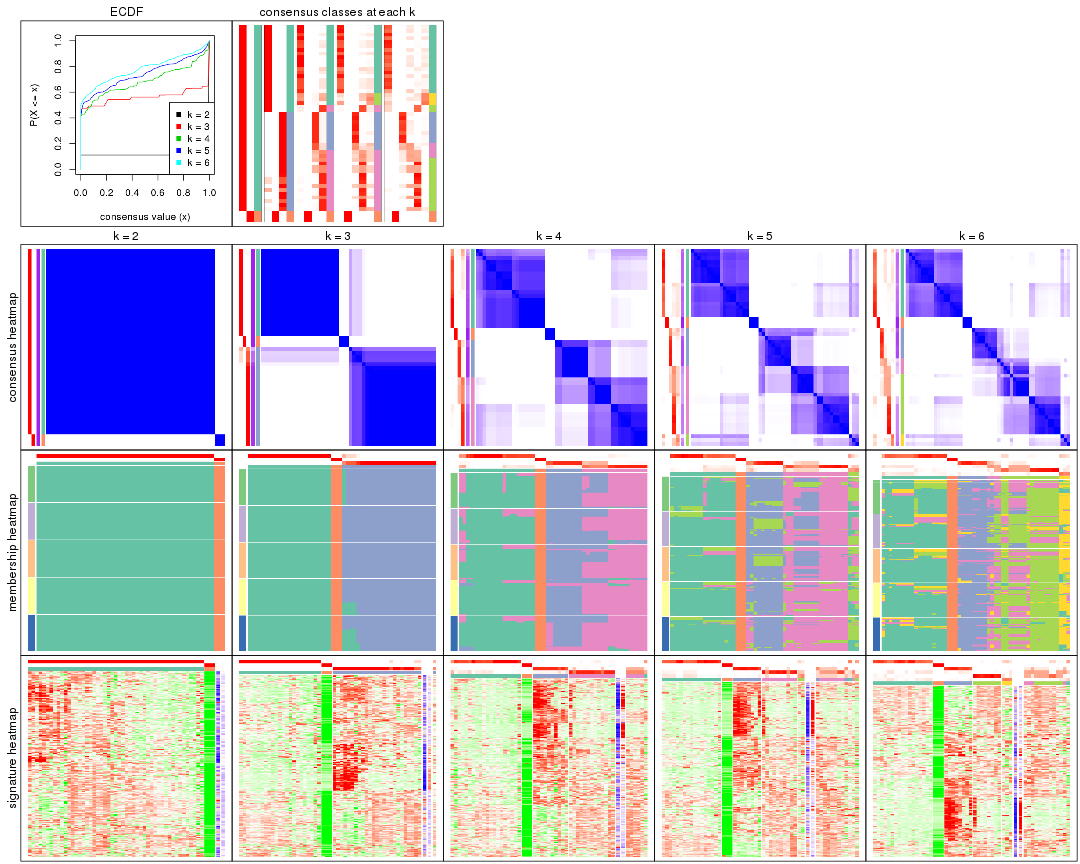 ECDF
consensus classes at each k
P(X <= x)
0.0 0.2 0.4 0.6 0.8 1.0
k = 2
k = 3
k = 4
k = 5
k = 6
0.0 0.2 0.4 0.6 0.8 1.0
consensus value (x)
k = 2 k = 3 k = 4 k = 5 k = 6
consensus heatmap
membership heatmap
signature heatmap